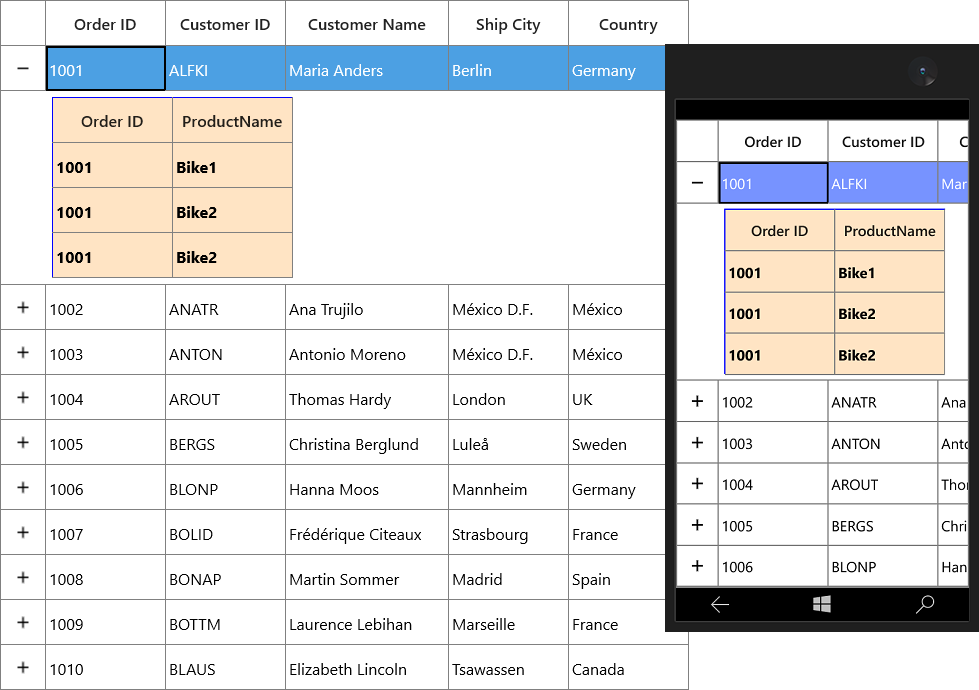 Order ID Customer ID Customer Name Ship City Country
− 1001 ALFKI Maria Anders Berlin Germany
Order ID ProductName
1001 Bike1
1001 Bike2
1001 Bike2
+ 1002 ANATR Ana Trujilo México D.F. México
+ 1003 ANTON Antonio Moreno México D.F. México
+ 1004 AROUT Thomas Hardy London UK
+ 1005 BERGS Christina Berglund Luleå Sweden
+ 1006 BLONP Hanna Moos Mannheim Germany
+ 1007 BOLID Frédérique Citeaux Strasbourg France
+ 1008 BONAP Martin Sommer Madrid Spain
+ 1009 BOTTM Laurence Lebihan Marseille France
+ 1010 BLAUS Elizabeth Lincoln Tsawassen Canada
Order ID Customer ID C
− 1001 ALFKI Mar
Order ID ProductName
1001 Bike1
1001 Bike2
1001 Bike2
+ 1002 ANATR Ana
+ 1003 ANTON Anto
+ 1004 AROUT Thor
+ 1005 BERGS Chri
+ 1006 BLONP Han